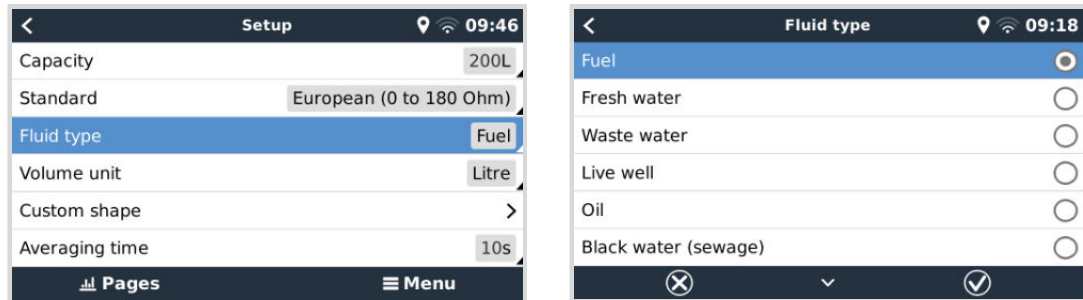 Setup 09:46
Capacity 200L
Standard European (0 to 180 Ohm)
Fluid type Fuel
Volume unit Litre
Custom shape
Averaging time 10s
Pages Menu
Fluid type 09:18
Fuel
Fresh water
Waste water
Live well
Oil
Black water (sewage)